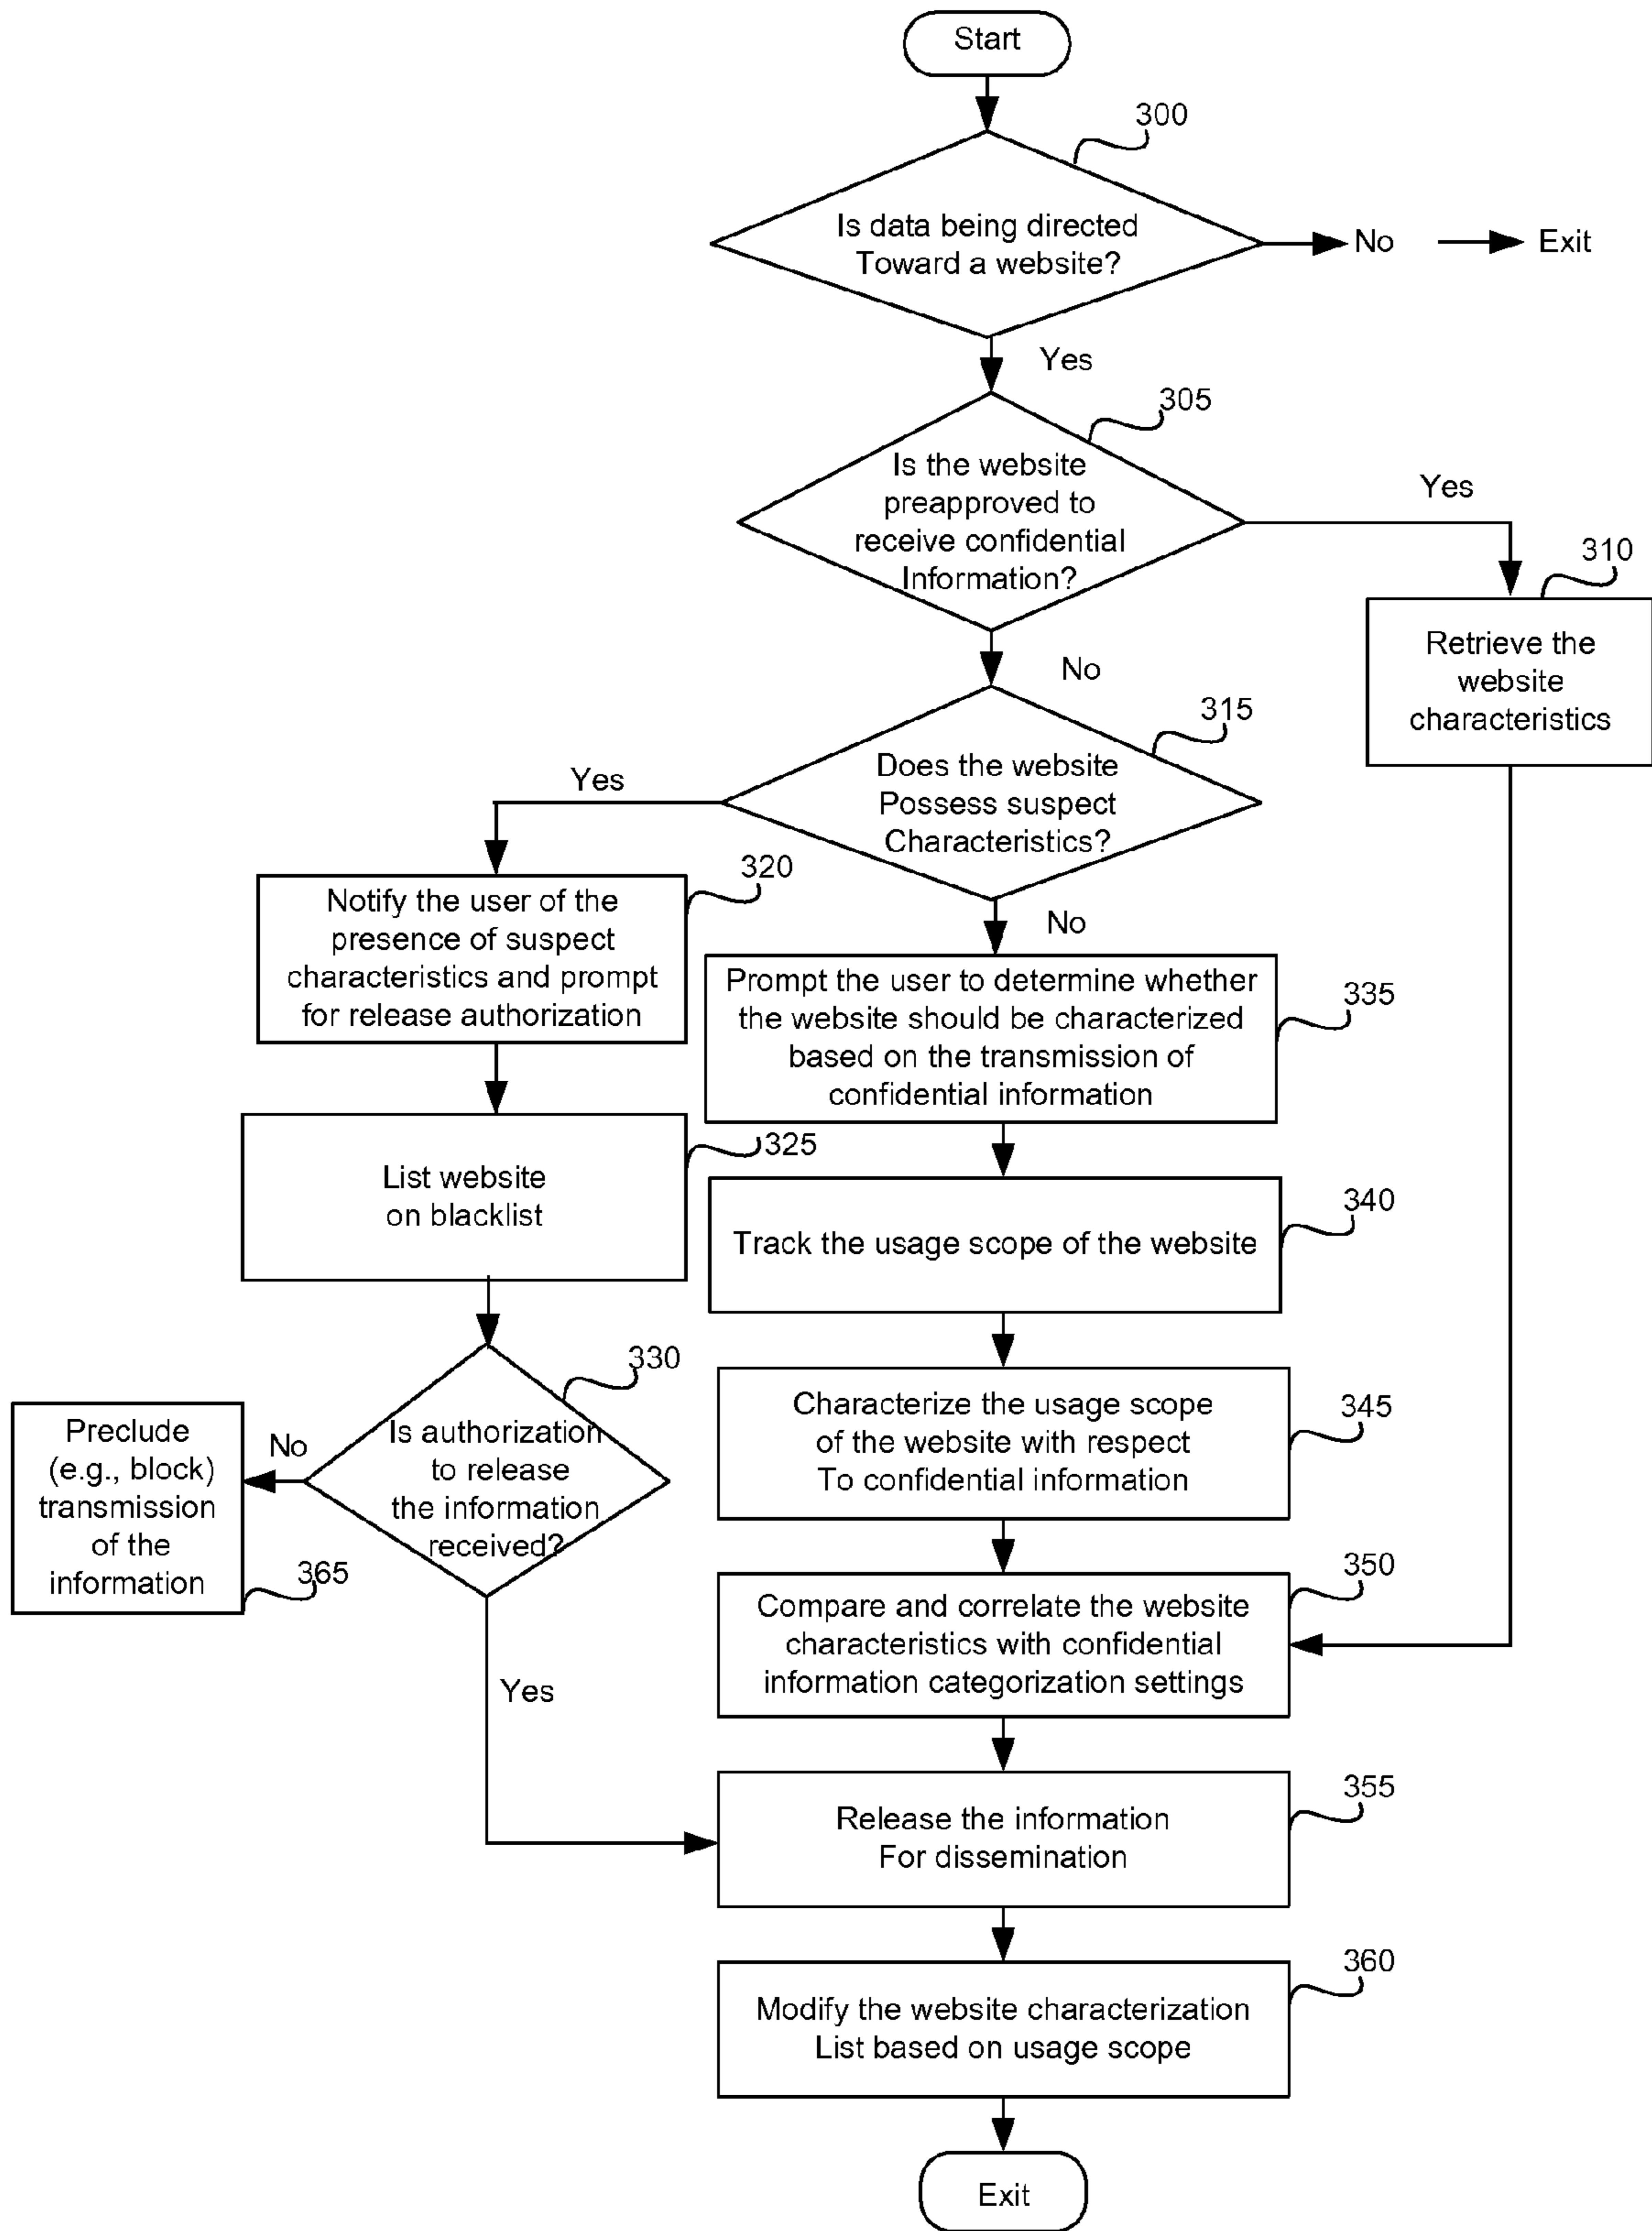 Start
300
Is data being directed
Toward a website?
No
Exit
Yes
305
Is the website
preapproved to
receive confidential
Information?
Yes
310
Retrieve the
website
characteristics
No
315
Does the website
Possess suspect
Characteristics?
Yes
320
Notify the user of the
presence of suspect
characteristics and prompt
for release authorization
No
335
Prompt the user to determine whether
the website should be characterized
based on the transmission of
confidential information
325
List website
on blacklist
340
Track the usage scope of the website
330
Is authorization
to release
the information
received?
No
Preclude
(e.g., block)
transmission
of the
information
365
345
Characterize the usage scope
of the website with respect
To confidential information
350
Compare and correlate the website
characteristics with confidential
information categorization settings
Yes
355
Release the information
For dissemination
360
Modify the website characterization
List based on usage scope
Exit